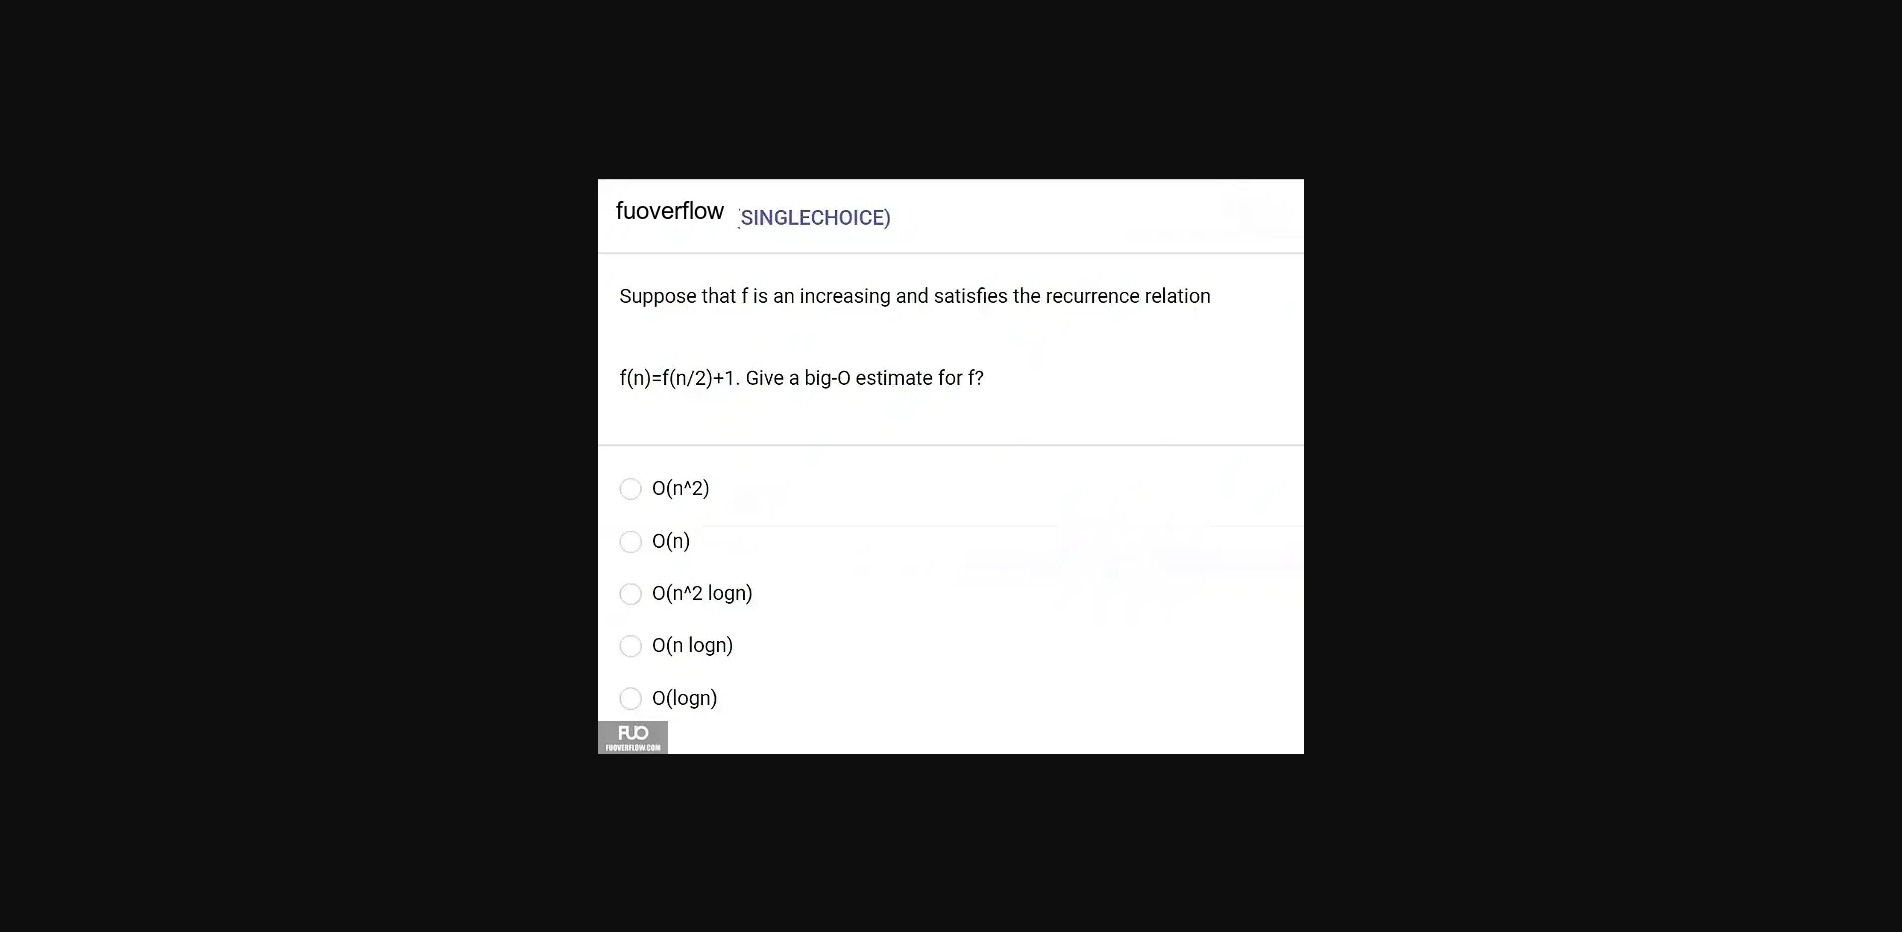 fuoverflow (SINGLECHOICE)
Suppose that f is an increasing and satisfies the recurrence relation
f(n)=f(n/2)+1. Give a big-O estimate for f?
O(n^2)
O(n)
O(n^2 logn)
O(n logn)
O(logn)
FUO
FUOVERFLOW.COM